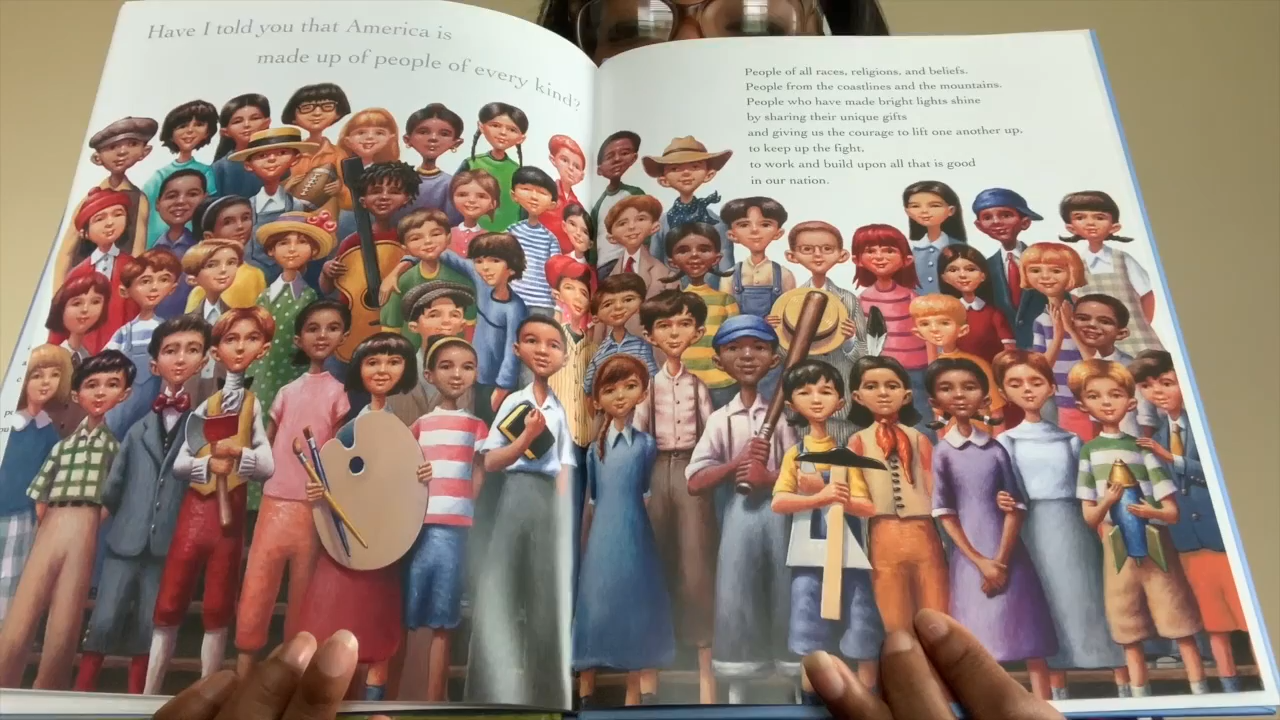 Have I told you that America is
made up of people of every kind?
People of all races, religions, and beliefs.
People from the coastlines and the mountains.
People who have made bright lights shine
by sharing their unique gifts
and giving us the courage to lift one another up,
to keep up the fight,
to work and build upon all that is good
in our nation.